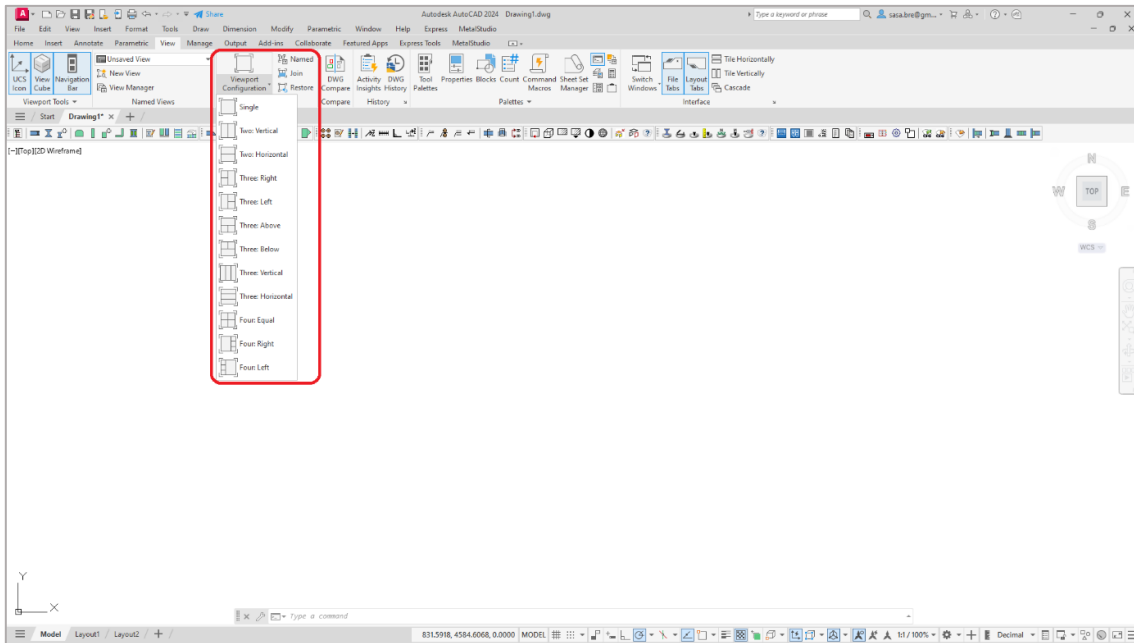 Share Autodesk AutoCAD 2024 Drawing1.dwg Type a keyword or phrase sasa.bre@gm...
File Edit View Insert Format Tools Draw Dimension Modify Parametric Window Help Express MetalStudio
Home Insert Annotate Parametric View Manage Output Add-ins Collaborate Featured Apps Express Tools MetalStudio
Unsaved View Named Tile Horizontally
New View Join Tile Vertically
View Manager Restore Cascade
UCS Icon View Cube Navigation Bar Viewport Configuration DWG Compare Activity Insights DWG History Tool Palettes Properties Blocks Count Command Macros Sheet Set Manager Switch Windows File Tabs Layout Tabs
Viewport Tools Named Views Compare History Palettes Interface
Single
Start Drawing1* × +
Two: Vertical
[−][Top][2D Wireframe]
Two: Horizontal
N
Three: Right
W TOP E
Three: Left
Three: Above
S
Three: Below
WCS
Three: Vertical
Three: Horizontal
Four: Equal
Four: Right
Four: Left
Y
X
Type a command
Model Layout1 Layout2 + 831.5918, 4584.6068, 0.0000 MODEL 1:1 / 100% Decimal